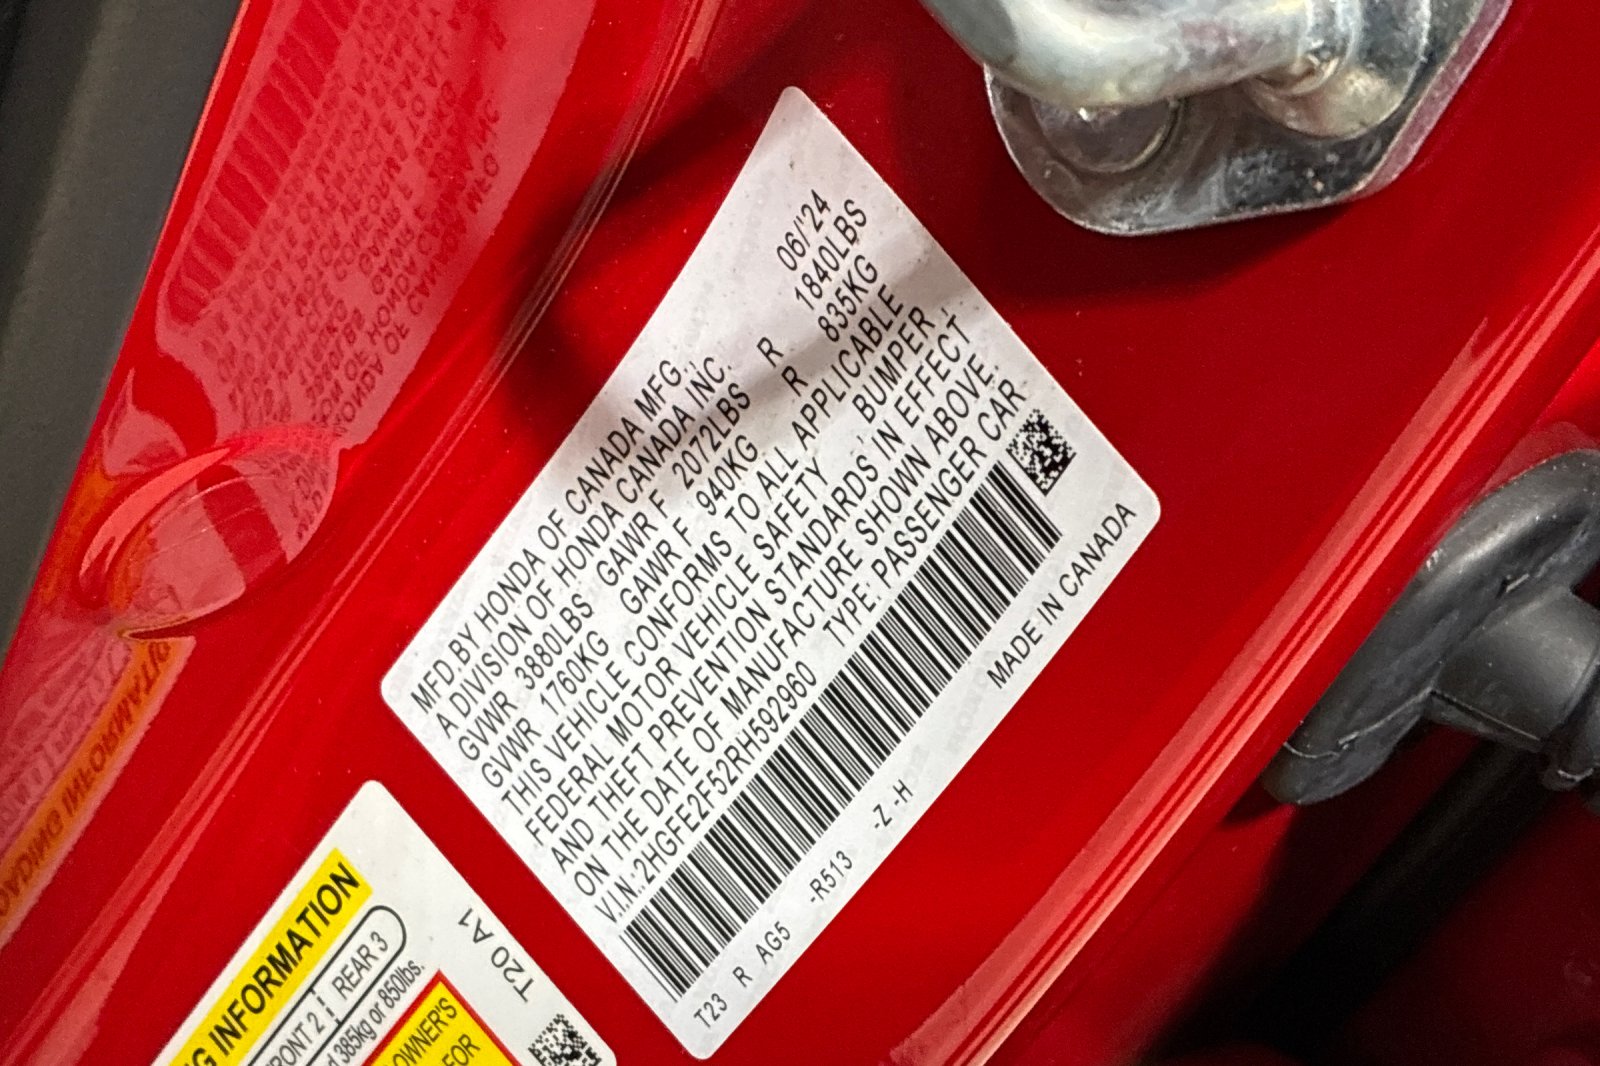 MFD.BY HONDA OF CANADA MFG., 06/'24
A DIVISION OF HONDA CANADA INC.
GVWR 3880LBS GAWR F 2072LBS R 1840LBS
GVWR 1760KG GAWR F 940KG R 835KG
THIS VEHICLE CONFORMS TO ALL APPLICABLE
FEDERAL MOTOR VEHICLE SAFETY, BUMPER,
AND THEFT PREVENTION STANDARDS IN EFFECT
ON THE DATE OF MANUFACTURE SHOWN ABOVE.
V.I.N.:2HGFE2F52RH592960 TYPE: PASSENGER CAR
T23 R AG5 -R513 -Z -H MADE IN CANADA
INFORMATION
FRONT 2 REAR 3
385kg or 850lbs.
OWNER'S
FOR
T20 A1